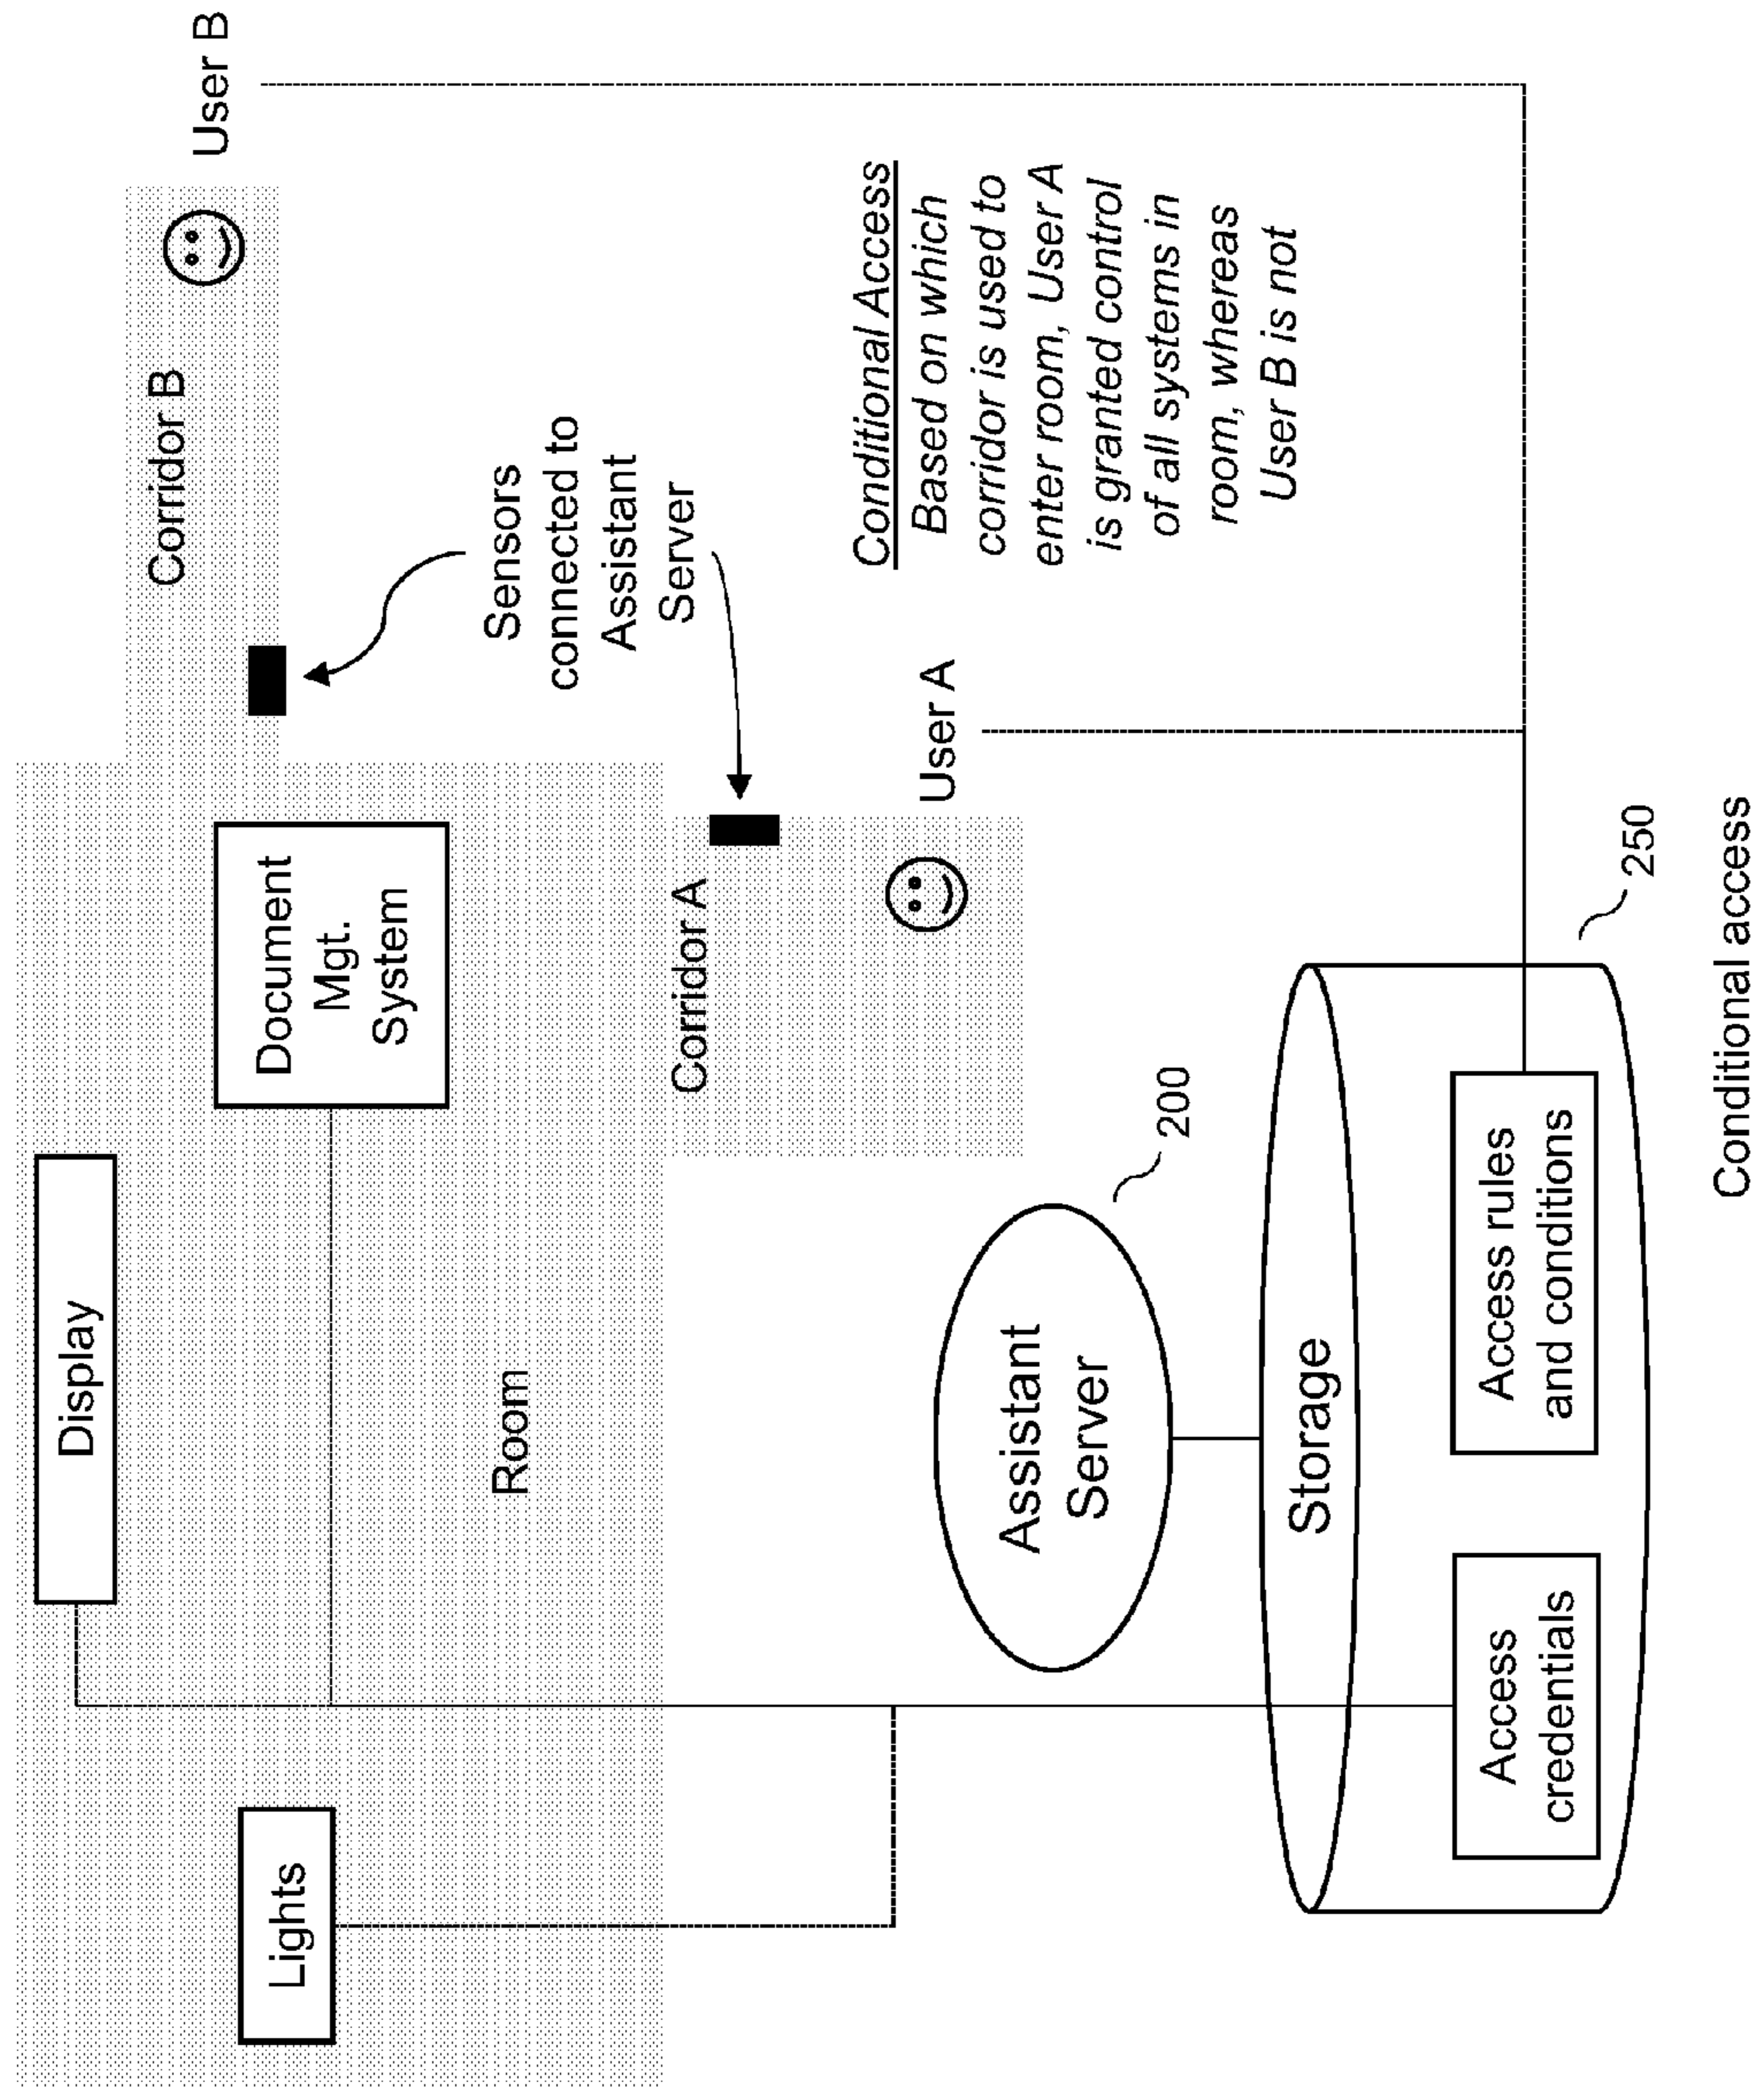 Display
Lights
Document
Mgt.
System
Room
Corridor B
User B
Sensors
connected to
Assistant
Server
Corridor A
User A
Conditional Access
Based on which
corridor is used to
enter room, User A
is granted control
of all systems in
room, whereas
User B is not
Assistant
Server
200
Storage
Access
credentials
Access rules
and conditions
250
Conditional access